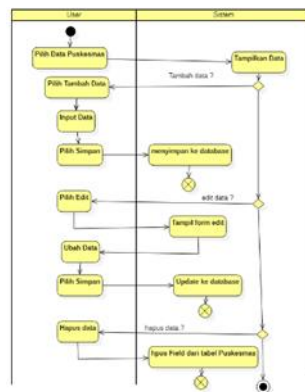 User
Sistem
Pilih Data Puskesmas
Tampilkan Data
Tambah data ?
Pilih Tambah Data
Input Data
Pilih Simpan
menyimpan ke database
edit data ?
Pilih Edit
Tampil form edit
Ubah Data
Pilih Simpan
Update ke database
hapus data ?
Hapus data
hpus Field dari tabel Puskesmas